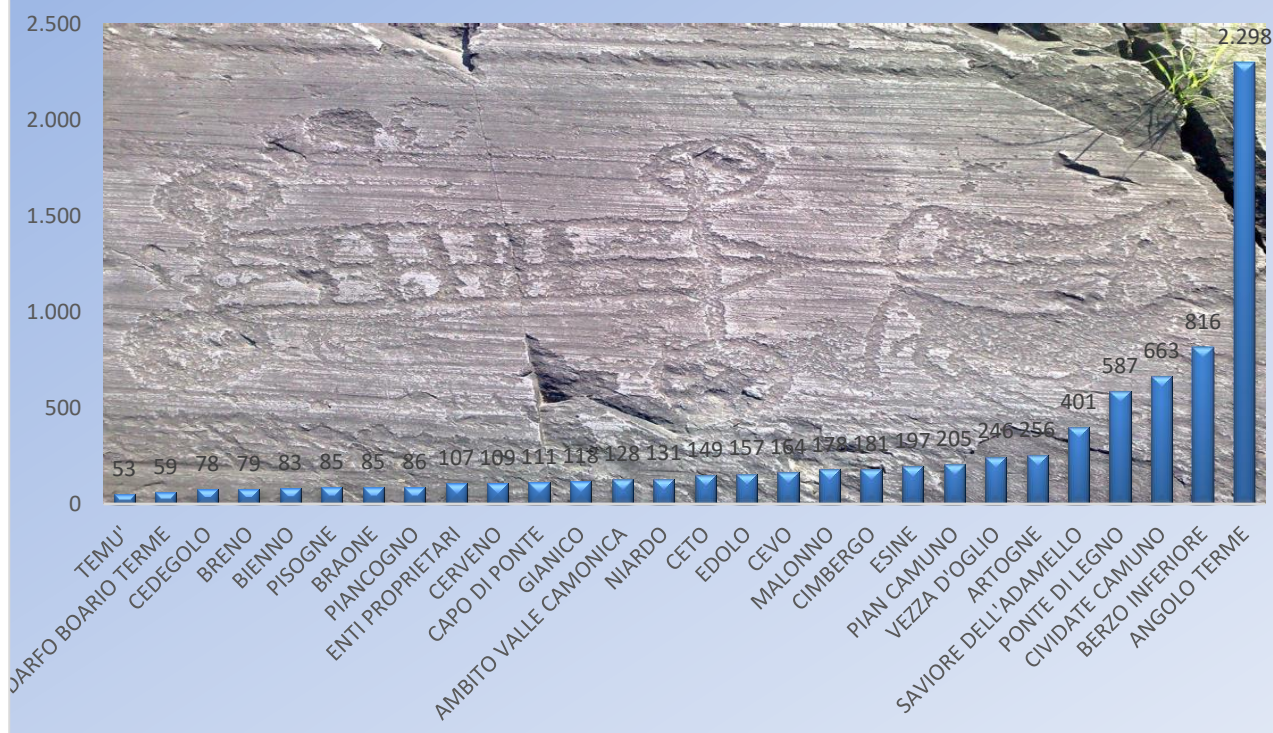 2.500
2.000
1.500
1.000
500
0
53
59
78
79
83
85
85
86
107
109
111
118
128
131
149
157
164
178
181
197
205
246
256
401
587
663
816
2.298
TEMU'
DARFO BOARIO TERME
CEDEGOLO
BRENO
BIENNO
PISOGNE
BRAONE
PIANCOGNO
ENTI PROPRIETARI
CERVENO
CAPO DI PONTE
GIANICO
AMBITO VALLE CAMONICA
NIARDO
CETO
EDOLO
CEVO
MALONNO
CIMBERGO
ESINE
PIAN CAMUNO
VEZZA D'OGLIO
ARTOGNE
SAVIORE DELL'ADAMELLO
PONTE DI LEGNO
CIVIDATE CAMUNO
BERZO INFERIORE
ANGOLO TERME